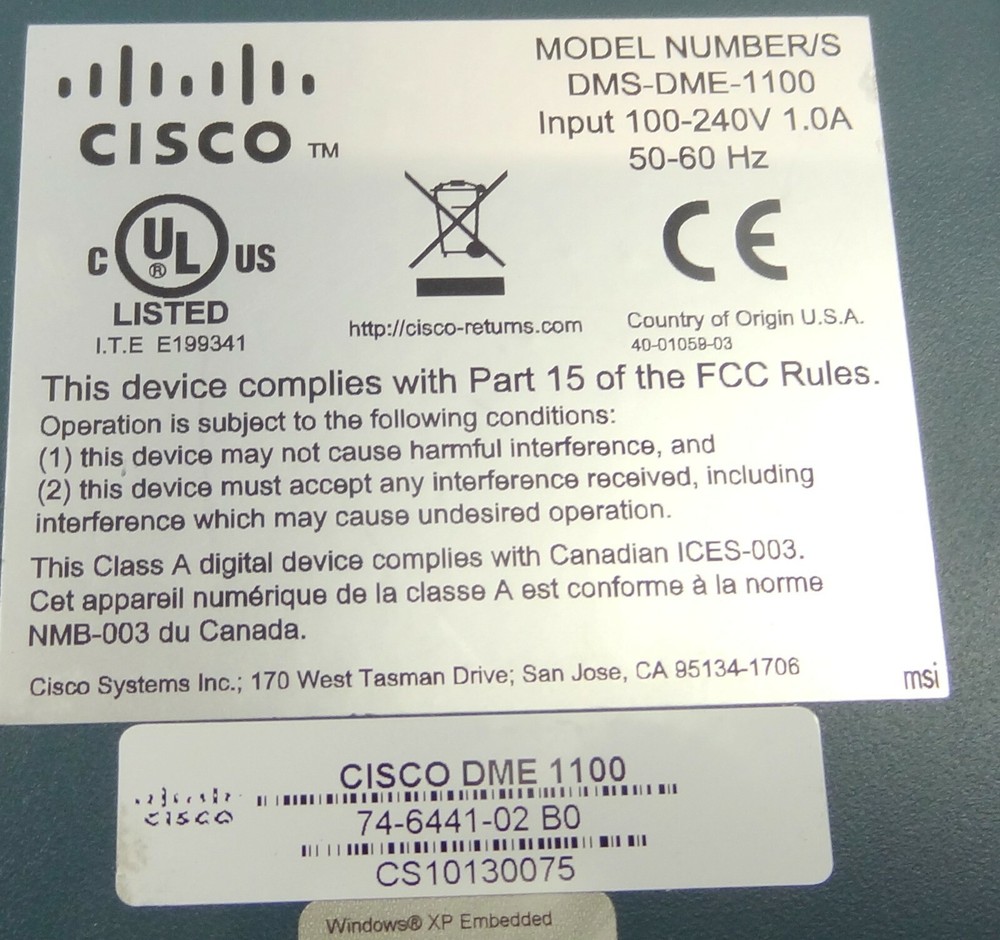 MODEL NUMBER/S
DMS-DME-1100
Input 100-240V 1.0A
50-60 Hz
CISCO TM
C UL® US
LISTED
I.T.E E199341
http://cisco-returns.com
CE
Country of Origin U.S.A.
40-01059-03
This device complies with Part 15 of the FCC Rules.
Operation is subject to the following conditions:
(1) this device may not cause harmful interference, and
(2) this device must accept any interference received, including
interference which may cause undesired operation.
This Class A digital device complies with Canadian ICES-003.
Cet appareil numérique de la classe A est conforme à la norme
NMB-003 du Canada.
Cisco Systems Inc.; 170 West Tasman Drive; San Jose, CA 95134-1706
msi
CISCO DME 1100
CISCO
74-6441-02 B0
CS10130075
Windows® XP Embedded